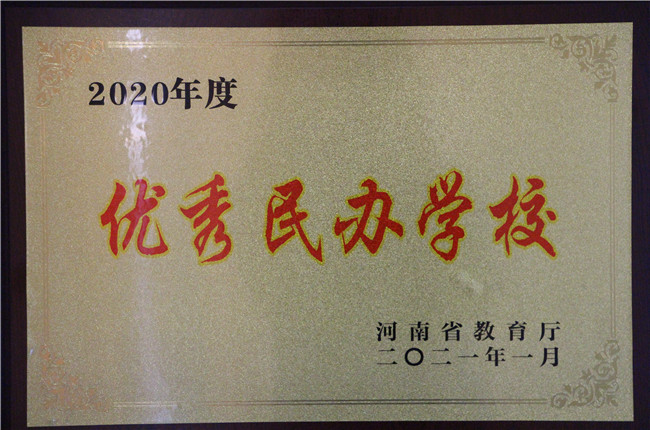 2020年度
优秀民办学校
河南省教育厅
二〇二一年一月